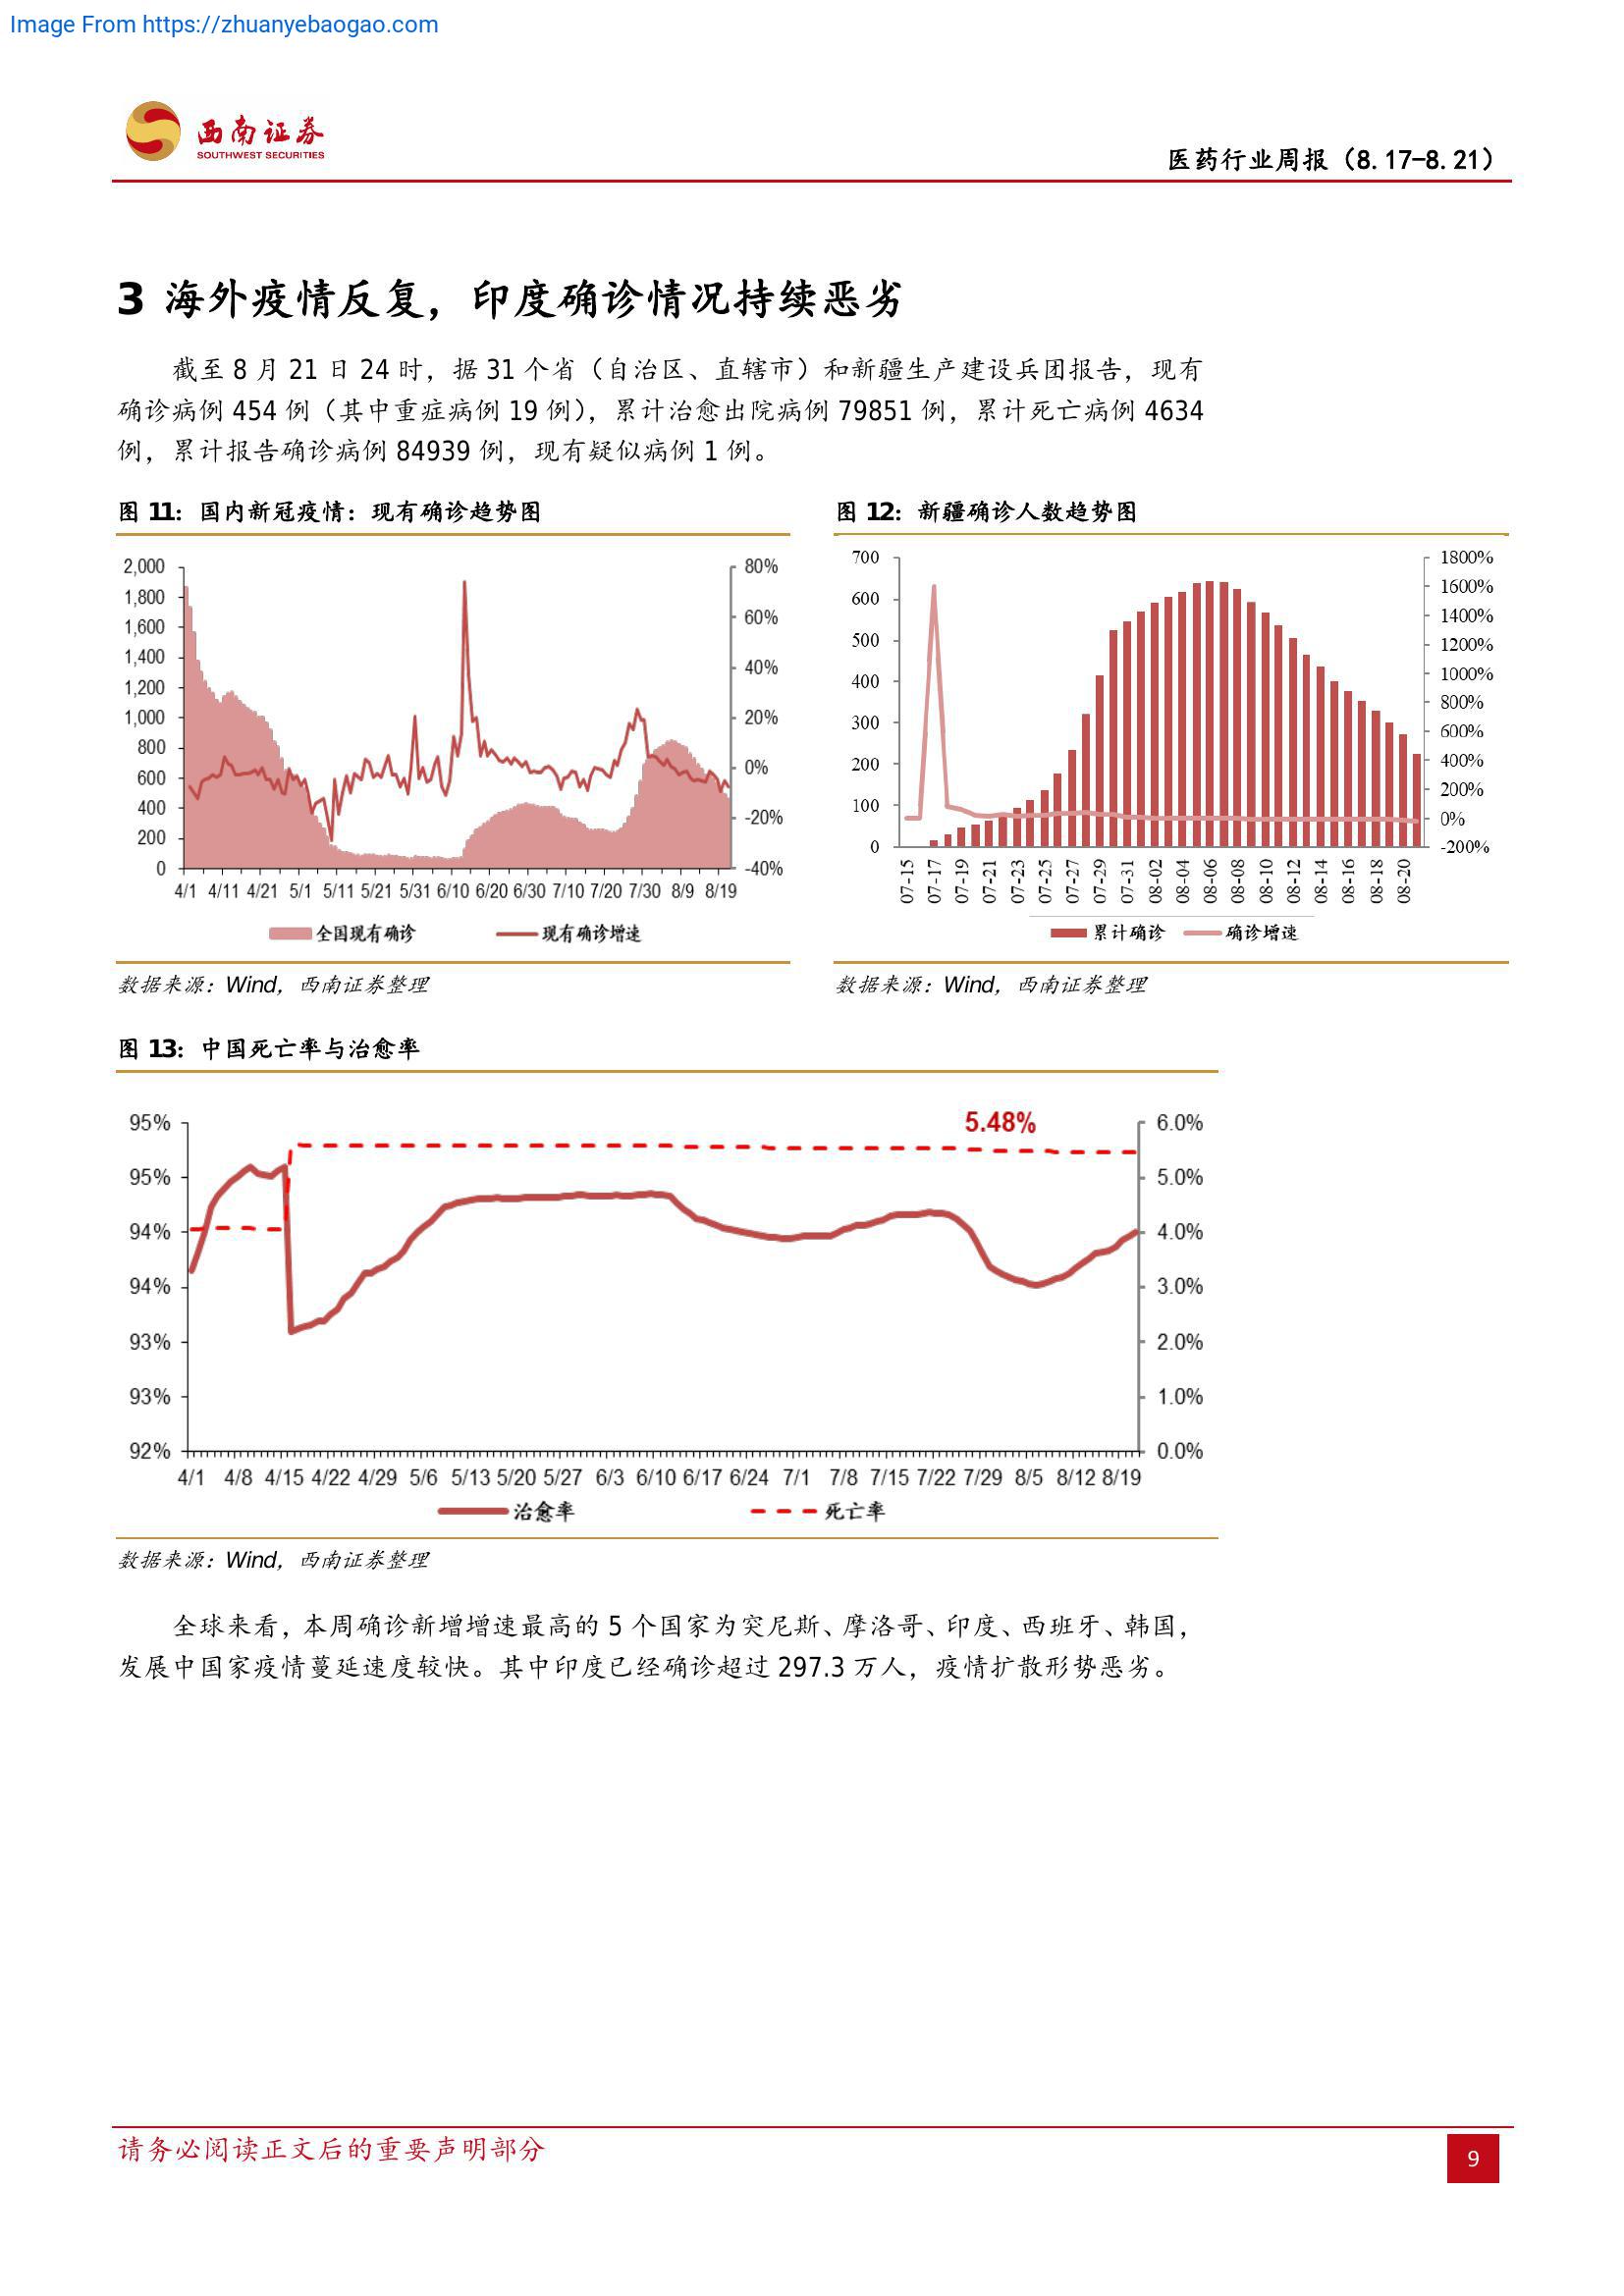 Image From https://zhuanyebaogao.com
西南证券
SOUTHWEST SECURITIES
医药行业周报（8.17-8.21）
3 海外疫情反复，印度确诊情况持续恶劣
截至 8 月 21 日 24 时，据 31 个省（自治区、直辖市）和新疆生产建设兵团报告，现有
确诊病例 454 例（其中重症病例 19 例），累计治愈出院病例 79851 例，累计死亡病例 4634
例，累计报告确诊病例 84939 例，现有疑似病例 1 例。
图 11：国内新冠疫情：现有确诊趋势图
2,000
1,800
1,600
1,400
1,200
1,000
800
600
400
200
0
80%
60%
40%
20%
0%
-20%
-40%
4/1 4/11 4/21 5/1 5/11 5/21 5/31 6/10 6/20 6/30 7/10 7/20 7/30 8/9 8/19
全国现有确诊 现有确诊增速
数据来源：Wind，西南证券整理
图 12：新疆确诊人数趋势图
700
600
500
400
300
200
100
0
1800%
1600%
1400%
1200%
1000%
800%
600%
400%
200%
0%
-200%
07-15 07-17 07-19 07-21 07-23 07-25 07-27 07-29 07-31 08-02 08-04 08-06 08-08 08-10 08-12 08-14 08-16 08-18 08-20
累计确诊 确诊增速
数据来源：Wind，西南证券整理
图 13：中国死亡率与治愈率
95%
95%
94%
94%
93%
93%
92%
5.48%
6.0%
5.0%
4.0%
3.0%
2.0%
1.0%
0.0%
4/1 4/8 4/15 4/22 4/29 5/6 5/13 5/20 5/27 6/3 6/10 6/17 6/24 7/1 7/8 7/15 7/22 7/29 8/5 8/12 8/19
治愈率 死亡率
数据来源：Wind，西南证券整理
全球来看，本周确诊新增增速最高的 5 个国家为突尼斯、摩洛哥、印度、西班牙、韩国，
发展中国家疫情蔓延速度较快。其中印度已经确诊超过 297.3 万人，疫情扩散形势恶劣。
请务必阅读正文后的重要声明部分
9